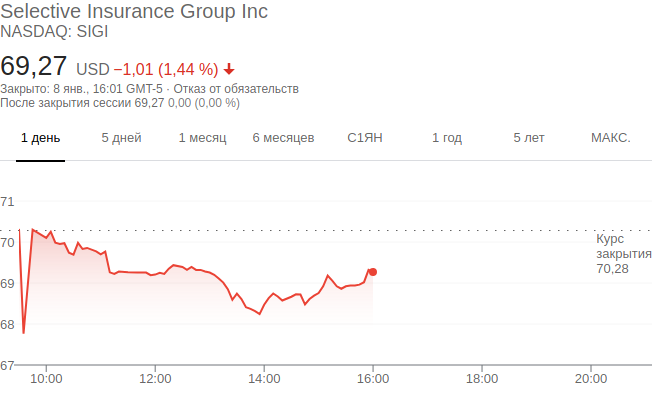 Selective Insurance Group Inc
NASDAQ: SIGI
69,27 USD −1,01 (1,44 %)
Закрыто: 8 янв., 16:01 GMT-5 · Отказ от обязательств
После закрытия сессии 69,27 0,00 (0,00 %)
1 день 5 дней 1 месяц 6 месяцев С1ЯН 1 год 5 лет МАКС.
71
70
69
68
67
Курс
закрытия
70,28
10:00 12:00 14:00 16:00 18:00 20:00